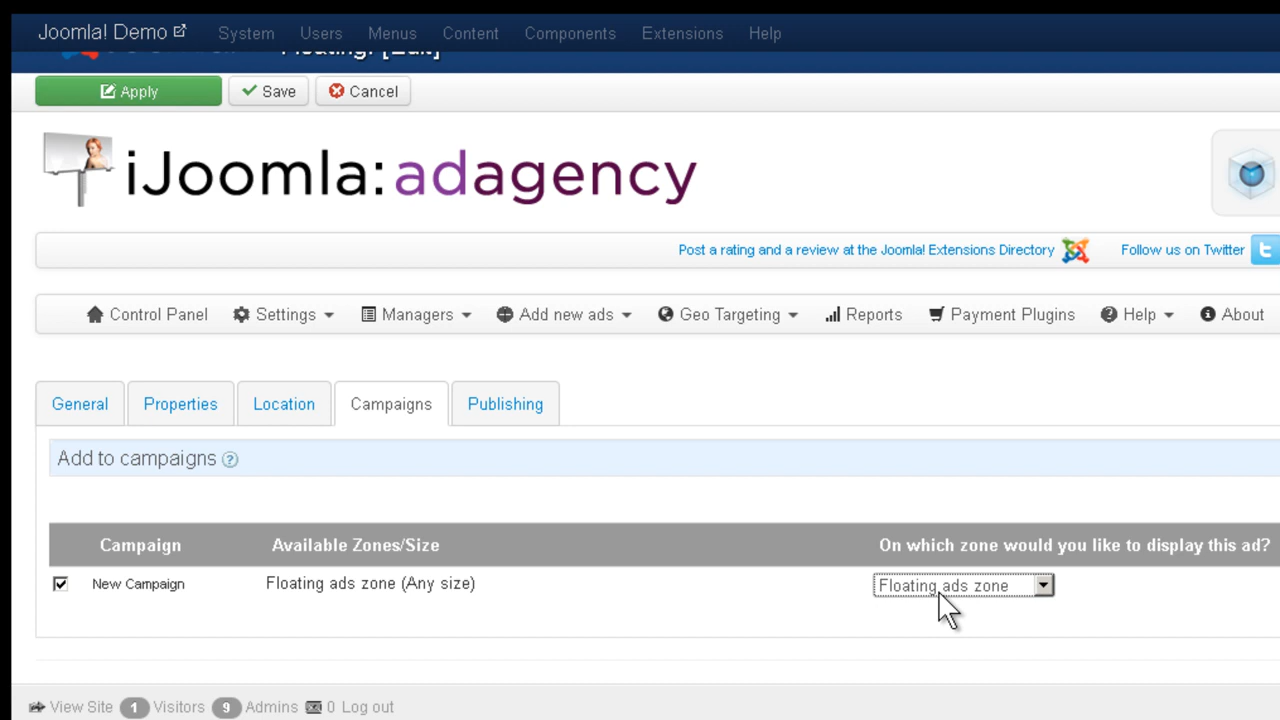 Joomla! Demo System Users Menus Content Components Extensions Help
Floating: [Edit]
Apply Save Cancel
iJoomla:adagency
Post a rating and a review at the Joomla! Extensions Directory Follow us on Twitter
Control Panel Settings Managers Add new ads Geo Targeting Reports Payment Plugins Help About
General Properties Location Campaigns Publishing
Add to campaigns
Campaign Available Zones/Size On which zone would you like to display this ad?
New Campaign Floating ads zone (Any size) Floating ads zone
View Site 1 Visitors 9 Admins 0 Log out